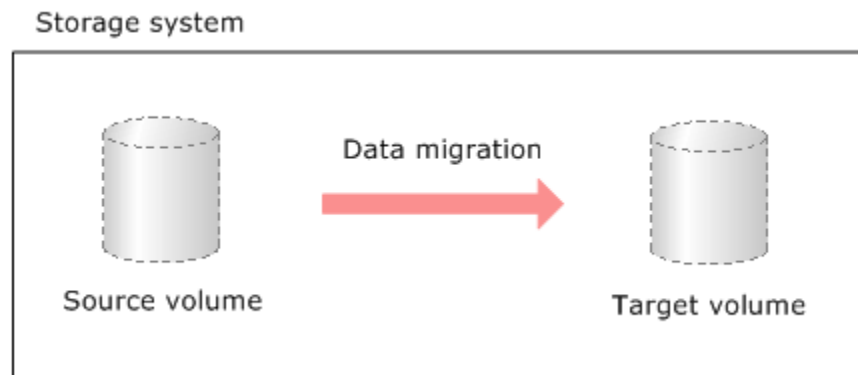 Storage system
Data migration
Source volume
Target volume